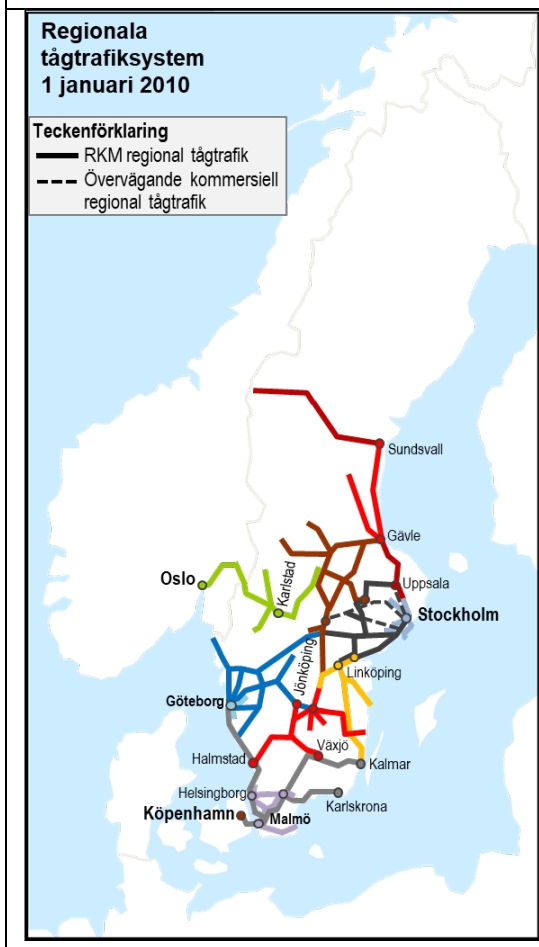 Regionala
tågtrafiksystem
1 januari 2010
Teckenförklaring
RKM regional tågtrafik
Övervägande kommersiell
regional tågtrafik
Sundsvall
Gävle
Oslo
Karlstad
Uppsala
Stockholm
Jönköping
Linköping
Göteborg
Växjö
Halmstad
Kalmar
Helsingborg
Karlskrona
Köpenhamn
Malmö